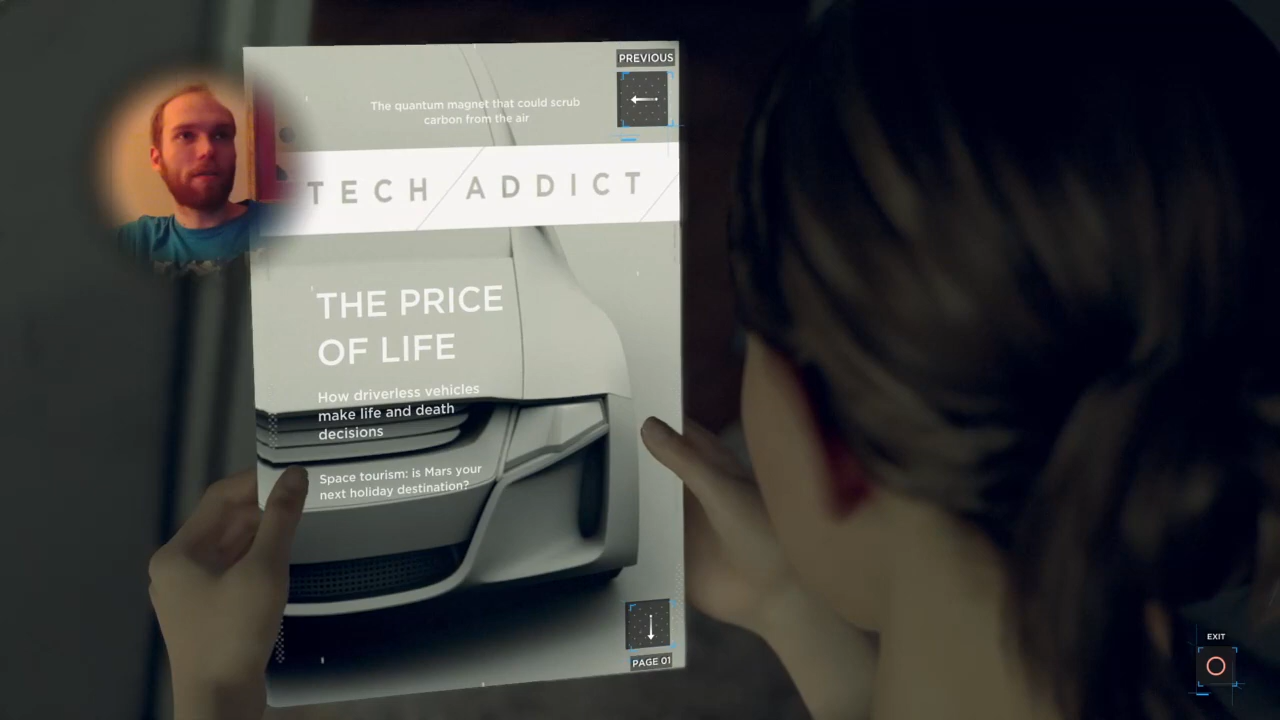 PREVIOUS
The quantum magnet that could scrub
carbon from the air
TECH ADDICT
THE PRICE
OF LIFE
How driverless vehicles
make life and death
decisions
Space tourism: is Mars your
next holiday destination?
PAGE 01
EXIT